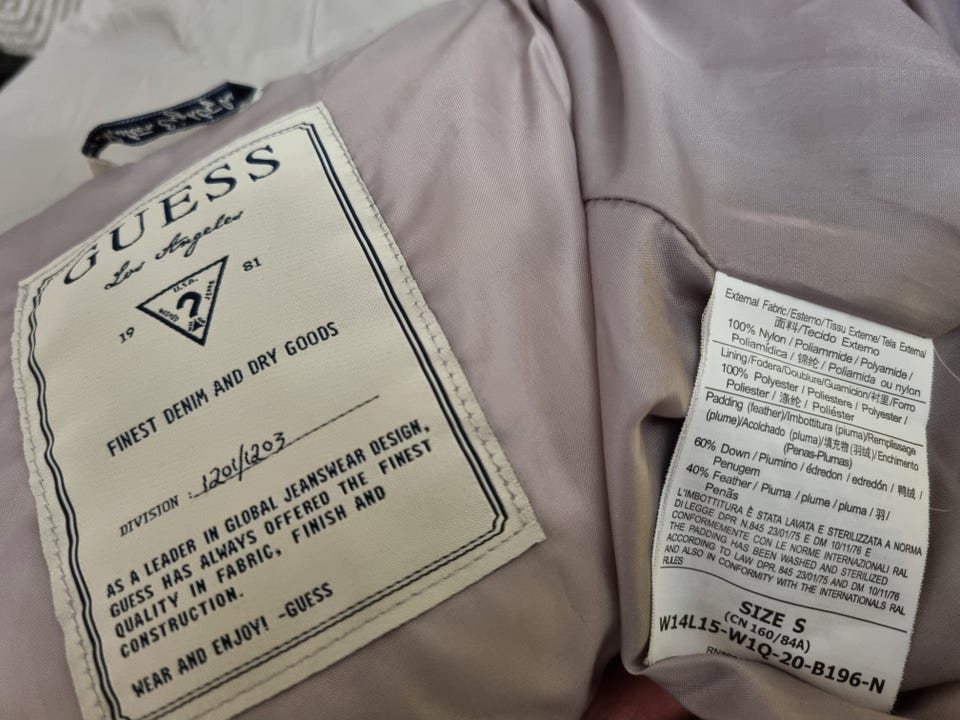 GUESS
Los Angeles
U.S.A.
?
19 81
FINEST DENIM AND DRY GOODS
DIVISION : 1201/1203
AS A LEADER IN GLOBAL JEANSWEAR DESIGN,
GUESS HAS ALWAYS OFFERED THE FINEST
QUALITY IN FABRIC, FINISH AND
CONSTRUCTION.
WEAR AND ENJOY! -GUESS
External Fabric/Esterno/Tissu Externe/Tela External
面料/Tecido Externo
100% Nylon / Poliammide / Polyamide /
Poliamídica / 锦纶 / Poliamida ou nylon
Lining/Fodera/Doublure/Guarnidon/衬里/Forro
100% Polyester / Poliestere / Polyester /
Poliester / 涤纶 / Poliéster
Padding (feather)/Imbottitura (piuma)/Remplissage
(plume)/Acolchado (pluma)/填充物(羽绒)/Enchimento
(Penas-Plumas)
60% Down / Piumino / édredon / edredón / 鸭绒 /
Penugem
40% Feather / Piuma / plume / pluma / 羽/
Penas
L'IMBOTTITURA È STATA LAVATA E STERILIZZATA A NORMA
DI LEGGE DPR N.845 23/01/75 E DM 10/11/76 E
CONFORMEMENTE CON LE NORME INTERNAZIONALI RAL
THE PADDING HAS BEEN WASHED AND STERILIZED
ACCORDING TO LAW DPR. 845 23/01/75 AND DM 10/11/76
AND ALSO IN CONFORMITY WITH THE INTERNATIONALS RAL
RULES
SIZE S
(CN 160/84A)
W14L15-W1Q-20-B196-N